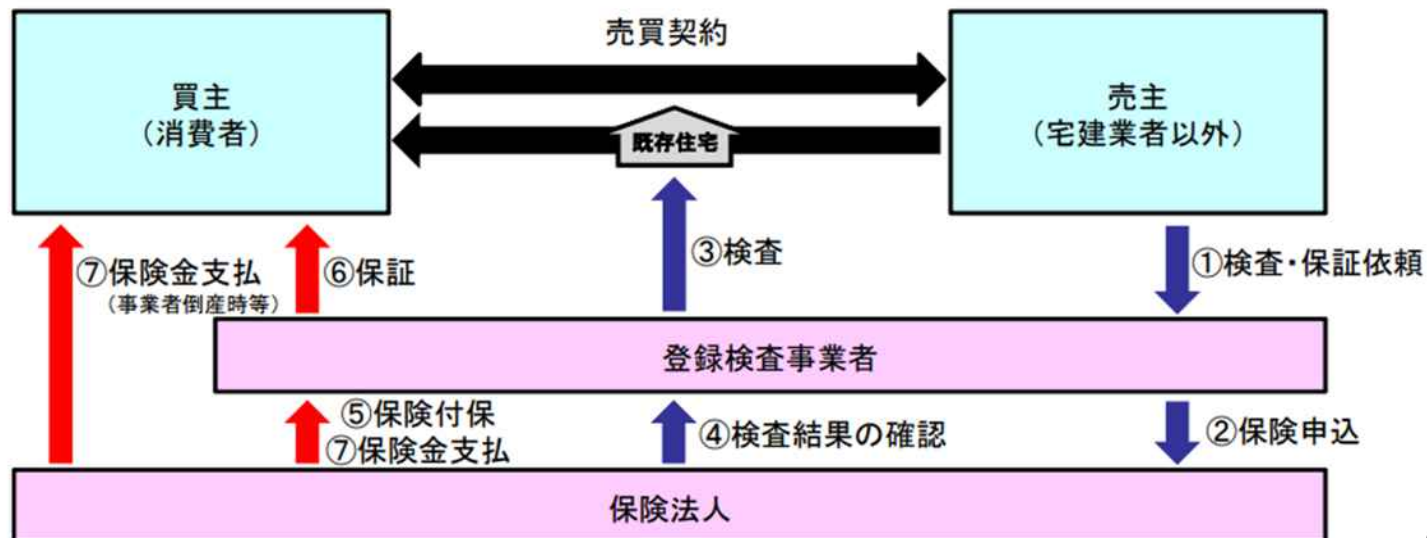 売買契約
買主
（消費者）
売主
（宅建業者以外）
既存住宅
⑦保険金支払
（事業者倒産時等）
⑥保証
③検査
①検査・保証依頼
登録検査事業者
⑤保険付保
⑦保険金支払
④検査結果の確認
②保険申込
保険法人